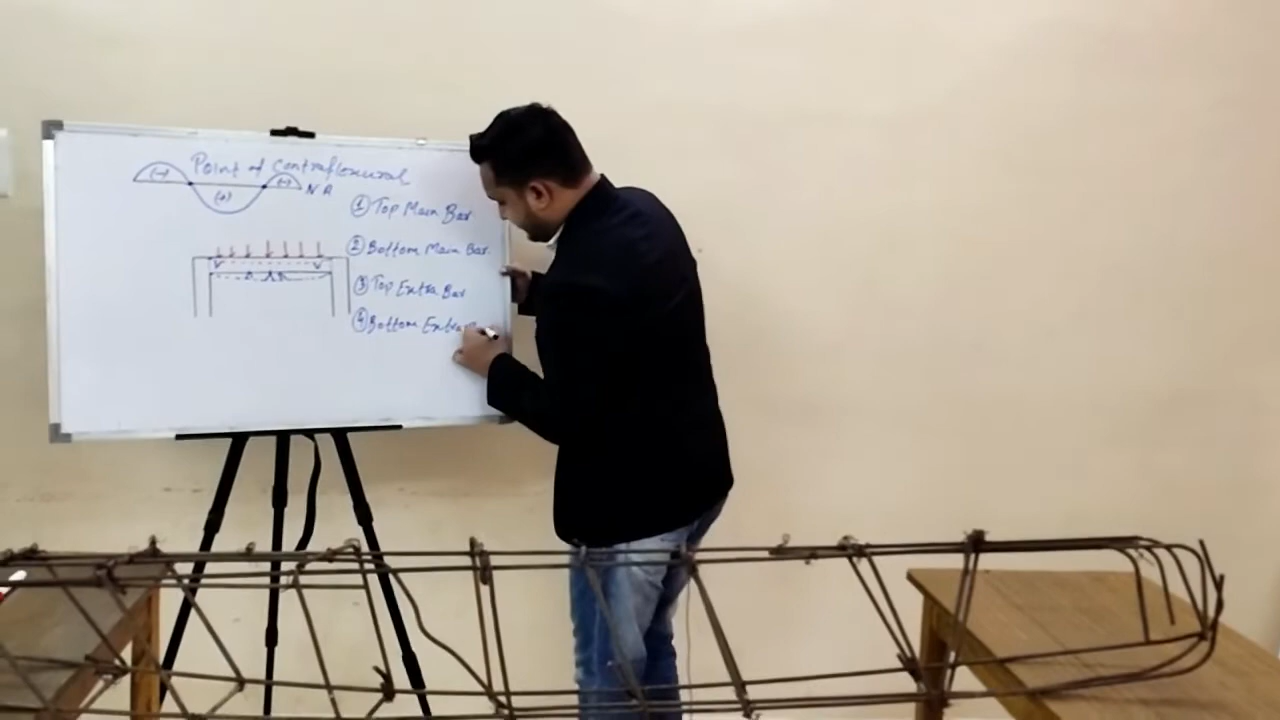 Point of Contraflexural
(-) (+) (-) N A
① Top Main Bar
② Bottom Main Bar.
③ Top Extra Bar
④ Bottom Extra